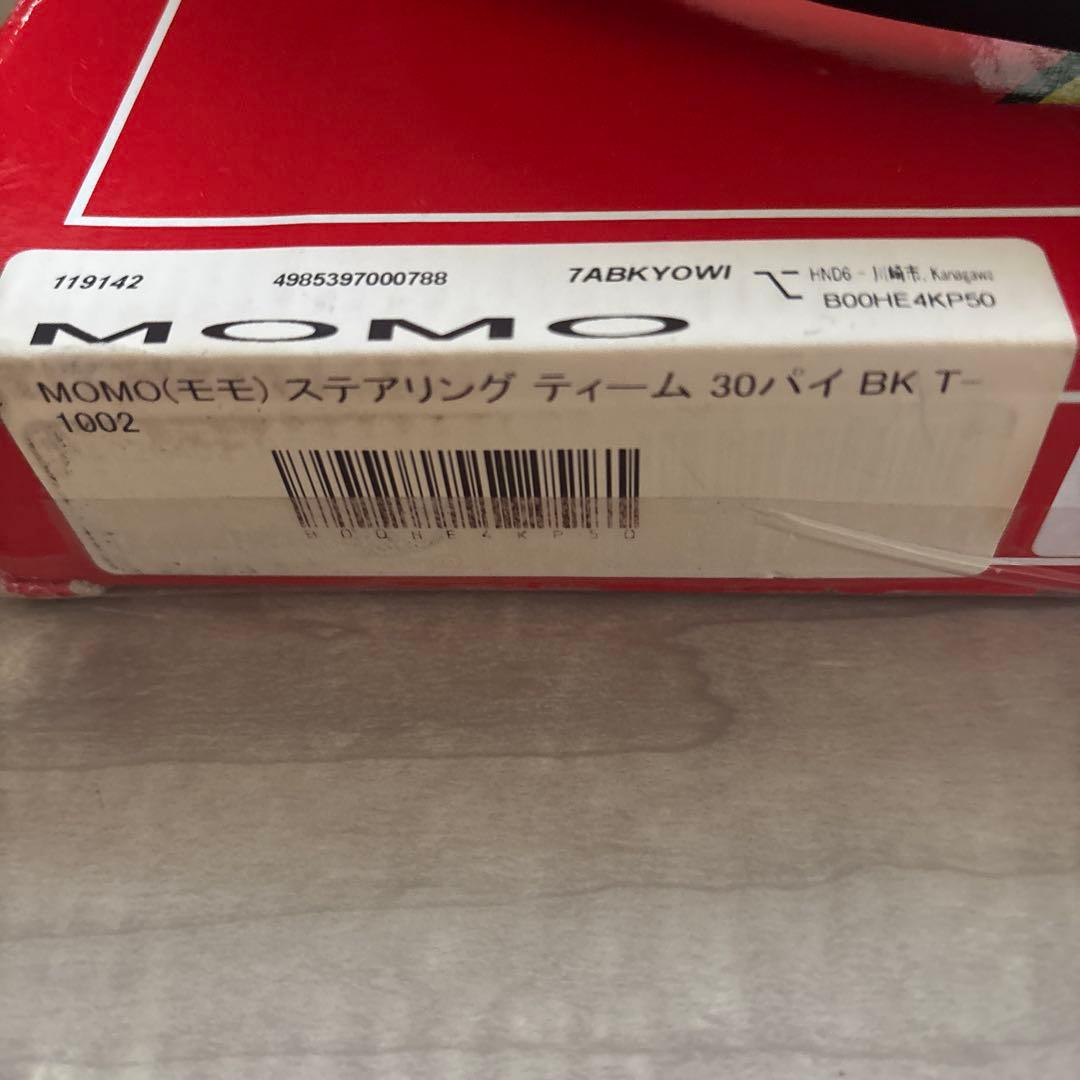 119142 4985397000788 7ABKYOWI HND6 - 川崎市, Kanagawa
B00HE4KP50
MOMO
MOMO(モモ) ステアリング ティーム 30パイ BK T-
1002
B00HE4KP50